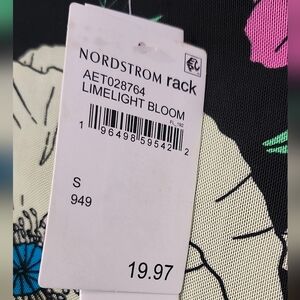 NORDSTROM rack
AET028764
LIMELIGHT BLOOM
1 96498 59542 2
S
949
19.97